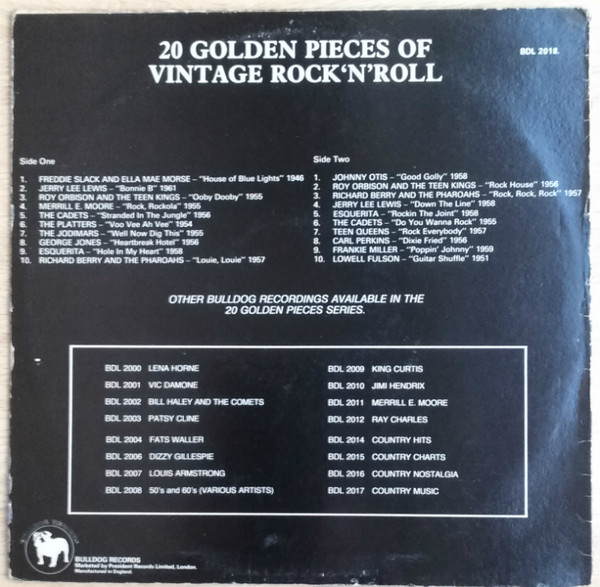 20 GOLDEN PIECES OF
VINTAGE ROCK'N'ROLL
BDL 2018.
Side One
1. FREDDIE SLACK AND ELLA MAE MORSE – "House of Blue Lights" 1946
2. JERRY LEE LEWIS – "Bonnie B" 1961
3. ROY ORBISON AND THE TEEN KINGS – "Ooby Dooby" 1955
4. MERRILL E. MOORE – "Rock, Rockola" 1955
5. THE CADETS – "Stranded In The Jungle" 1956
6. THE PLATTERS – "Voo Vee Ah Vee" 1954
7. THE JODIMARS – "Well Now Dig This" 1955
8. GEORGE JONES – "Heartbreak Hotel" 1956
9. ESQUERITA – "Hole In My Heart" 1958
10. RICHARD BERRY AND THE PHAROAHS – "Louie, Louie" 1957
Side Two
1. JOHNNY OTIS – "Good Golly" 1958
2. ROY ORBISON AND THE TEEN KINGS – "Rock House" 1956
3. RICHARD BERRY AND THE PHAROAHS – "Rock, Rock, Rock" 1957
4. JERRY LEE LEWIS – "Down The Line" 1958
5. ESQUERITA – "Rockin The Joint" 1958
6. THE CADETS – "Do You Wanna Rock" 1955
7. TEEN QUEENS – "Rock Everybody" 1957
8. CARL PERKINS – "Dixie Fried" 1956
9. FRANKIE MILLER – "Poppin' Johnny" 1959
10. LOWELL FULSON – "Guitar Shuffle" 1951
OTHER BULLDOG RECORDINGS AVAILABLE IN THE
20 GOLDEN PIECES SERIES.
BDL 2000 LENA HORNE
BDL 2001 VIC DAMONE
BDL 2002 BILL HALEY AND THE COMETS
BDL 2003 PATSY CLINE
BDL 2004 FATS WALLER
BDL 2006 DIZZY GILLESPIE
BDL 2007 LOUIS ARMSTRONG
BDL 2008 50's and 60's (VARIOUS ARTISTS)
BDL 2009 KING CURTIS
BDL 2010 JIMI HENDRIX
BDL 2011 MERRILL E. MOORE
BDL 2012 RAY CHARLES
BDL 2014 COUNTRY HITS
BDL 2015 COUNTRY CHARTS
BDL 2016 COUNTRY NOSTALGIA
BDL 2017 COUNTRY MUSIC
BULLDOG RECORDS
Marketed by President Records Limited, London.
Manufactured in England.